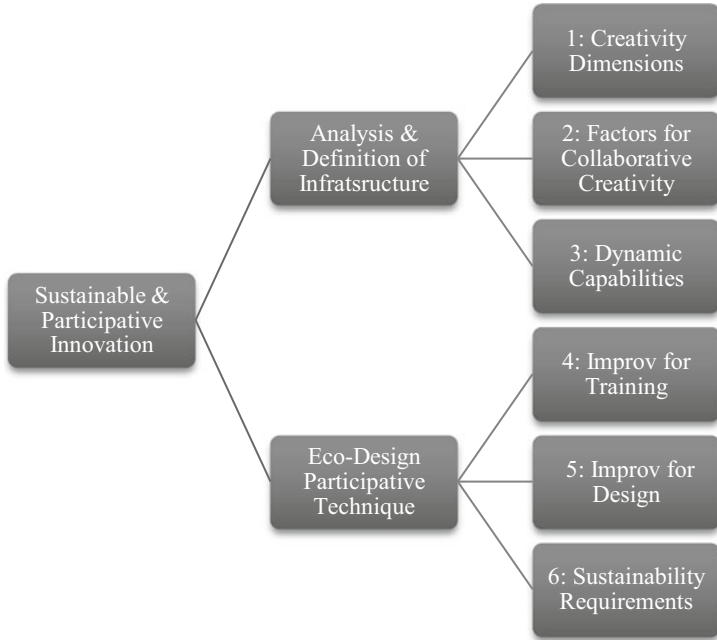 1: Creativity
Dimensions
Analysis &
Definition of
Infratsructure
2: Factors for
Collaborative
Creativity
3: Dynamic
Capabilities
Sustainable &
Participative
Innovation
4: Improv for
Training
Eco-Design
Participative
Technique
5: Improv for
Design
6: Sustainability
Requirements